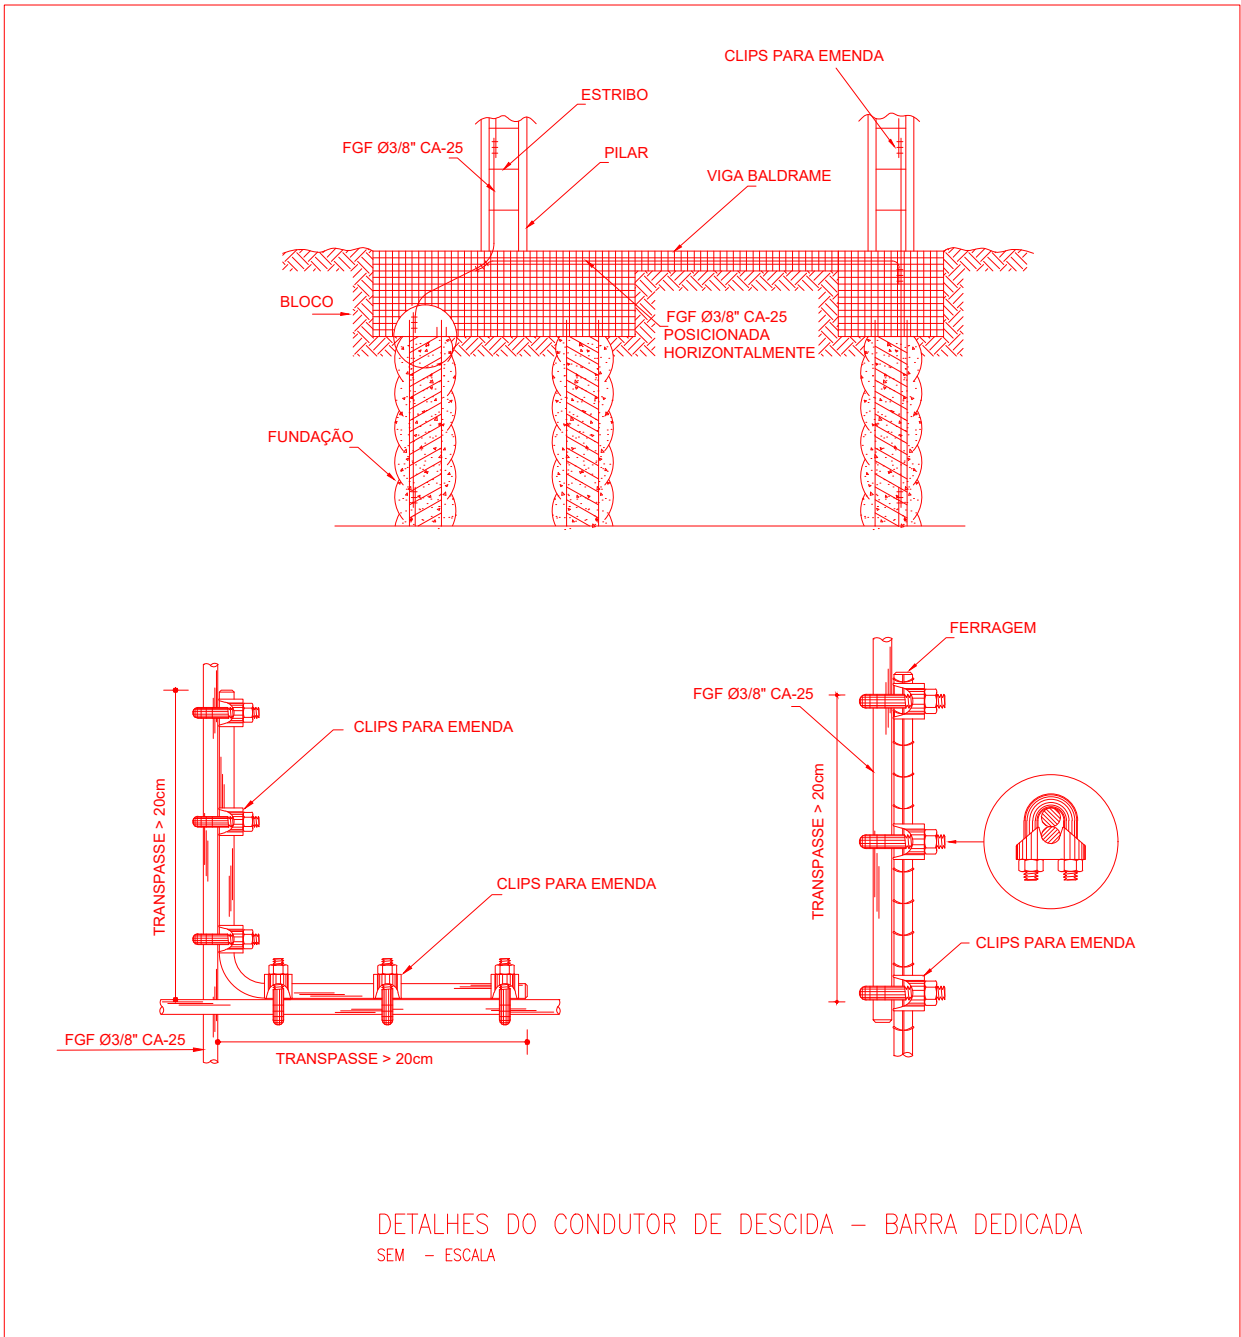 CLIPS PARA EMENDA
ESTRIBO
FGF Ø3/8" CA-25
PILAR
VIGA BALDRAME
BLOCO
FGF Ø3/8" CA-25
POSICIONADA
HORIZONTALMENTE
FUNDAÇÃO
FERRAGEM
FGF Ø3/8" CA-25
CLIPS PARA EMENDA
TRANSPASSE > 20cm
TRANSPASSE > 20cm
CLIPS PARA EMENDA
CLIPS PARA EMENDA
FGF Ø3/8" CA-25
TRANSPASSE > 20cm
DETALHES DO CONDUTOR DE DESCIDA – BARRA DEDICADA
SEM – ESCALA